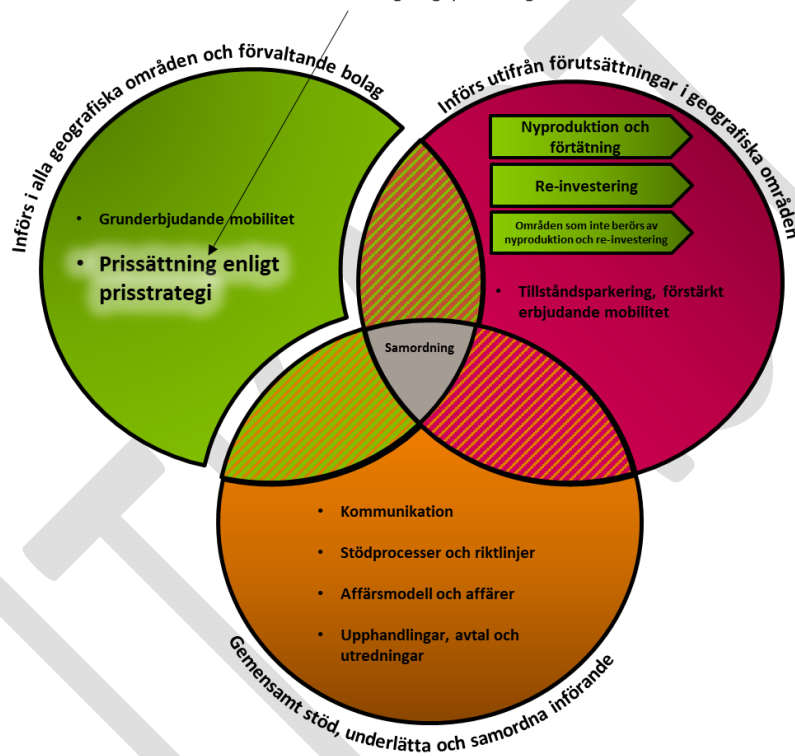 Införs i alla geografiska områden och förvaltande bolag
• Grunderbjudande mobilitet
• Prissättning enligt
prisstrategi
Införs utifrån förutsättningar i geografiska områden
Nyproduktion och
förtätning
Re-investering
Områden som inte berörs av
nyproduktion och re-investering
• Tillståndsparkering, förstärkt
erbjudande mobilitet
Samordning
• Kommunikation
• Stödprocesser och riktlinjer
• Affärsmodell och affärer
• Upphandlingar, avtal och
utredningar
Gemensamt stöd, underlätta och samordna införande